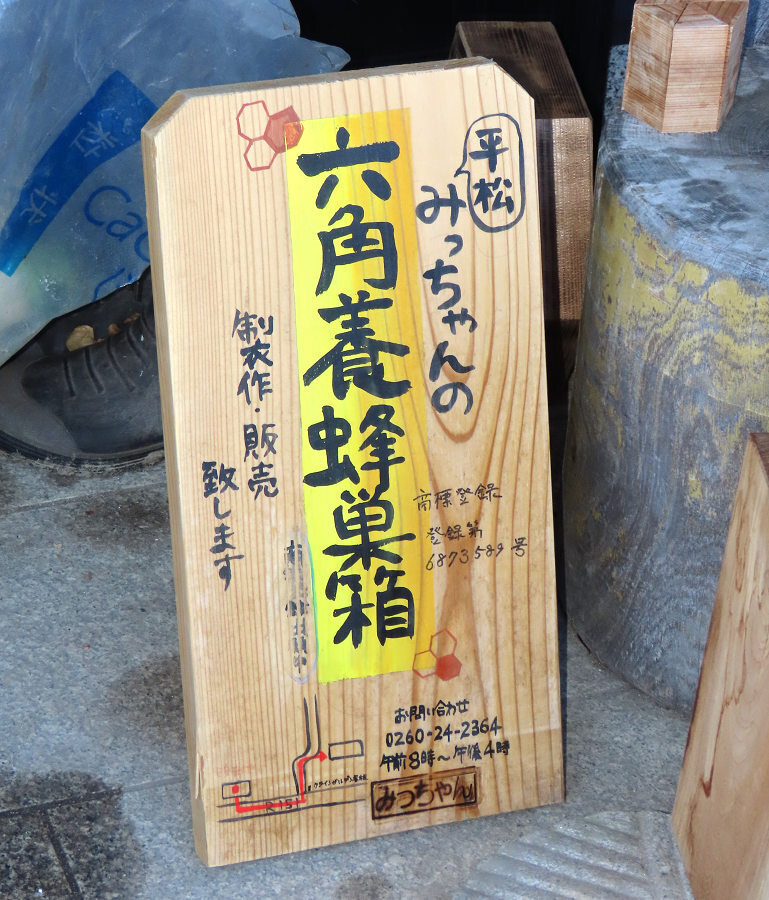 平松
みっちゃんの
六角養蜂巣箱
制作・販売
致します
商標登録
登録第
6873589号
お問い合わせ
0260-24-2364
午前8時～午後4時
みっちゃん
R151